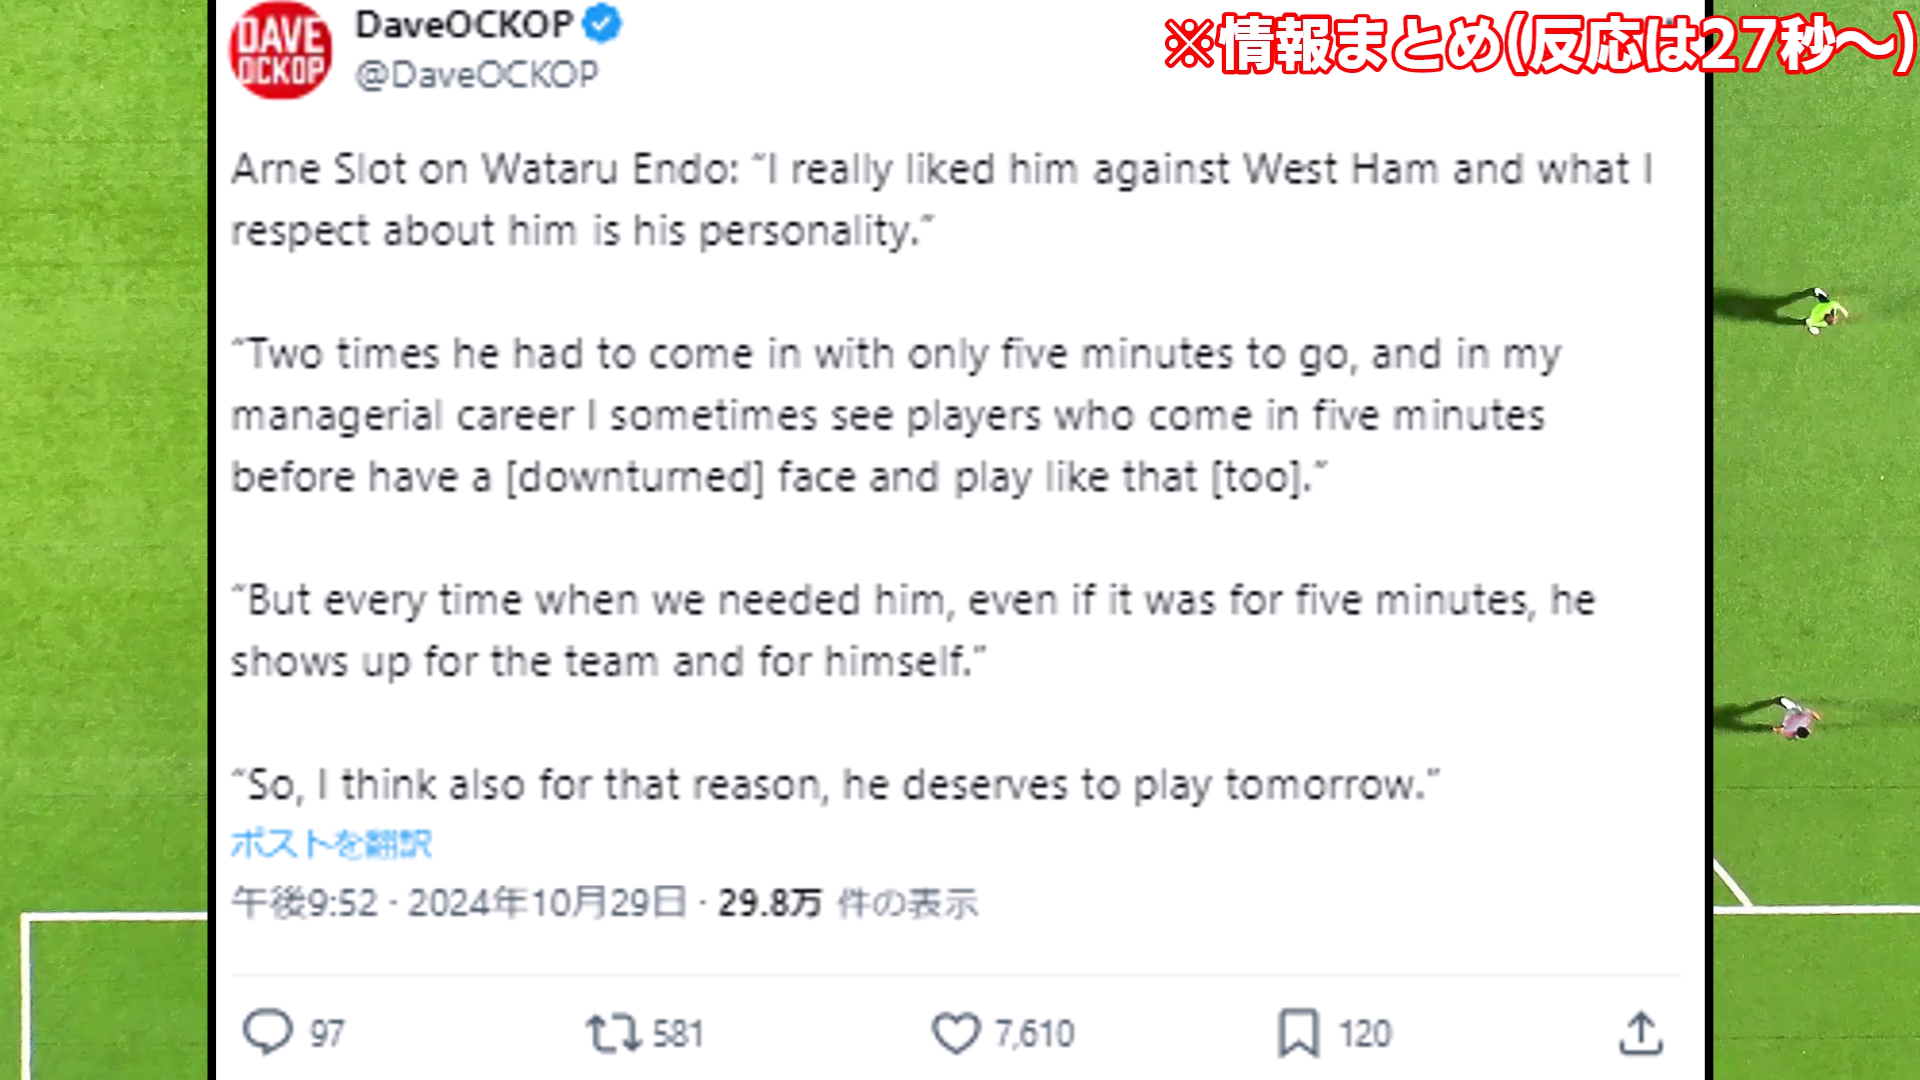 ※情報まとめ(反応は27秒～)
DAVE
OCKOP
DaveOCKOP
@DaveOCKOP
Arne Slot on Wataru Endo: “I really liked him against West Ham and what I
respect about him is his personality.”
“Two times he had to come in with only five minutes to go, and in my
managerial career I sometimes see players who come in five minutes
before have a [downturned] face and play like that [too].”
“But every time when we needed him, even if it was for five minutes, he
shows up for the team and for himself.”
“So, I think also for that reason, he deserves to play tomorrow.”
ポストを翻訳
午後9:52 · 2024年10月29日 · 29.8万 件の表示
97 581 7,610 120